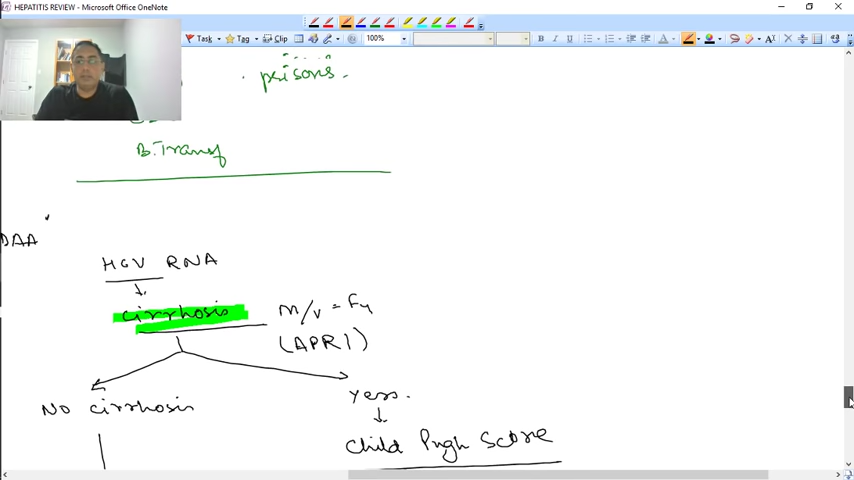 HEPATITIS REVIEW - Microsoft Office OneNote
Task Tag Clip 100%
. prisons.
B.Transf
DAA
HCV RNA
cirrhosis M/V = F4
(APRI)
No cirrhosis Yes.
Child Pugh Score